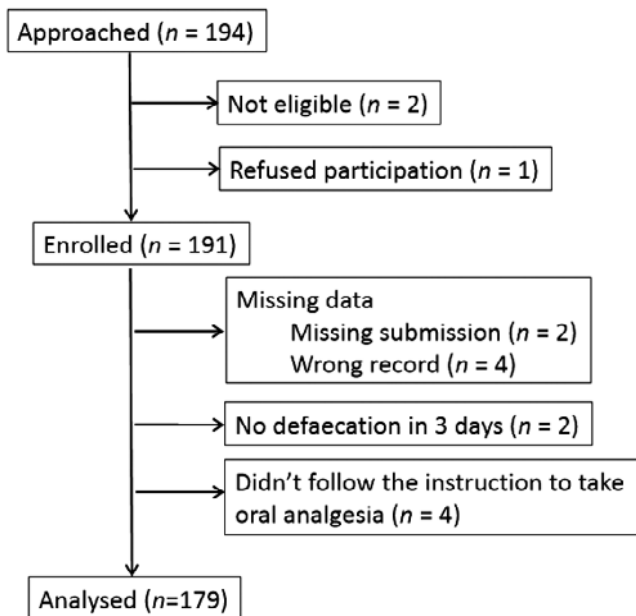 Approached (n = 194)
Not eligible (n = 2)
Refused participation (n = 1)
Enrolled (n = 191)
Missing data
Missing submission (n = 2)
Wrong record (n = 4)
No defaecation in 3 days (n = 2)
Didn't follow the instruction to take
oral analgesia (n = 4)
Analysed (n=179)